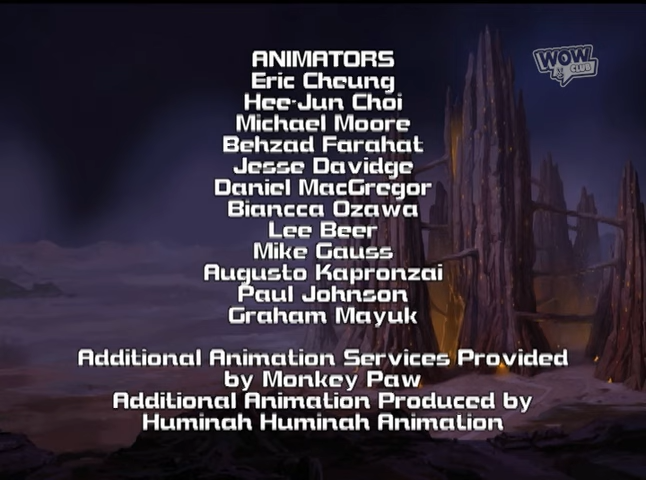 WOW
CLUB
ANIMATORS
Eric Cheung
Hee-Jun Choi
Michael Moore
Behzad Farahat
Jesse Davidge
Daniel MacGregor
Biancca Ozawa
Lee Beer
Mike Gauss
Augusto Kapronzai
Paul Johnson
Graham Mayuk
Additional Animation Services Provided
by Monkey Paw
Additional Animation Produced by
Huminah Huminah Animation